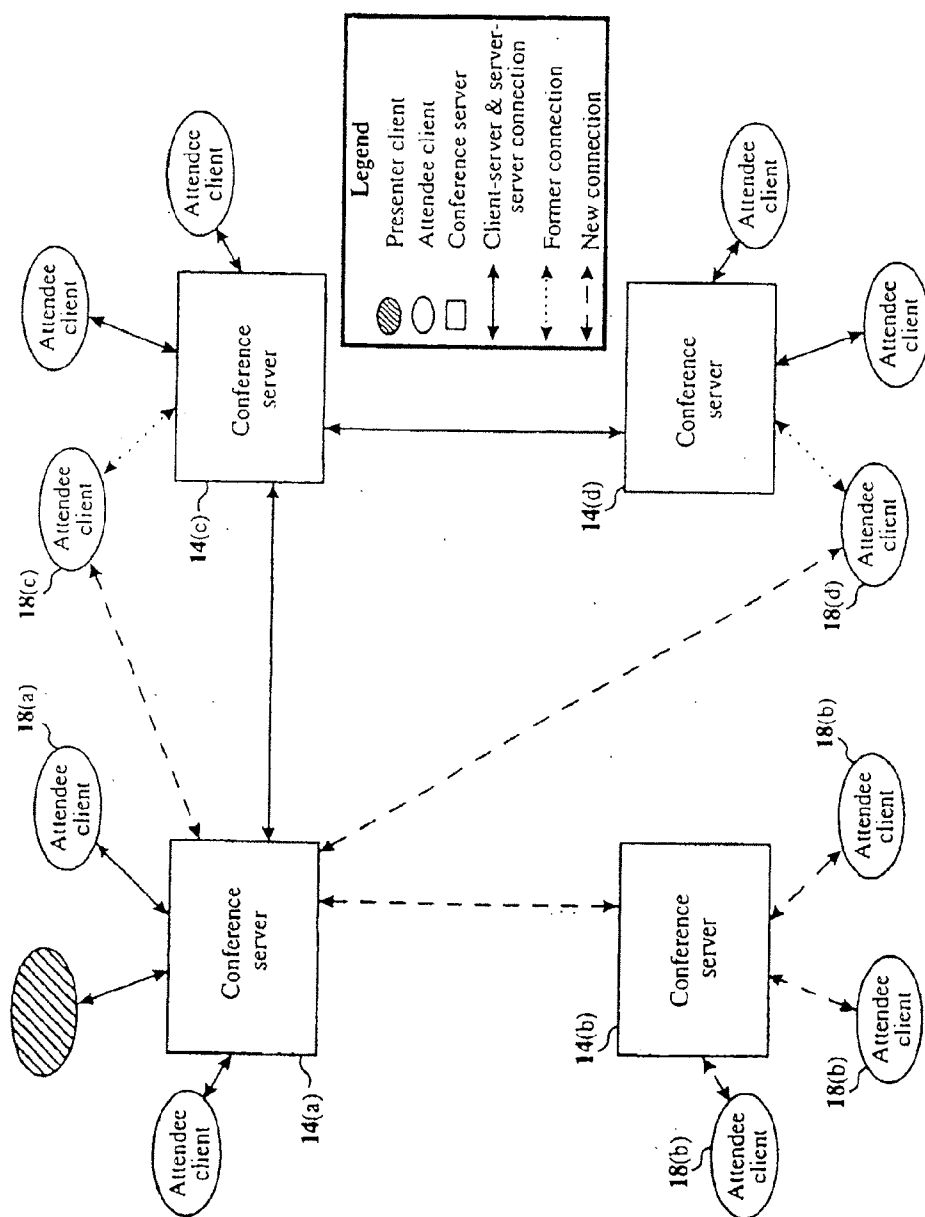 Attendee
client
18(a)
Attendee
client
18(c)
Attendee
client
Attendee
client
Attendee
client
Conference
server
14(a)
Conference
server
14(c)
Attendee
client
Legend
Presenter client
Attendee client
Conference server
Client-server & server-
server connection
Former connection
New connection
Conference
server
14(b)
Conference
server
14(d)
Attendee
client
18(b)
Attendee
client
18(b)
Attendee
client
18(b)
Attendee
client
18(d)
Attendee
client
Attendee
client